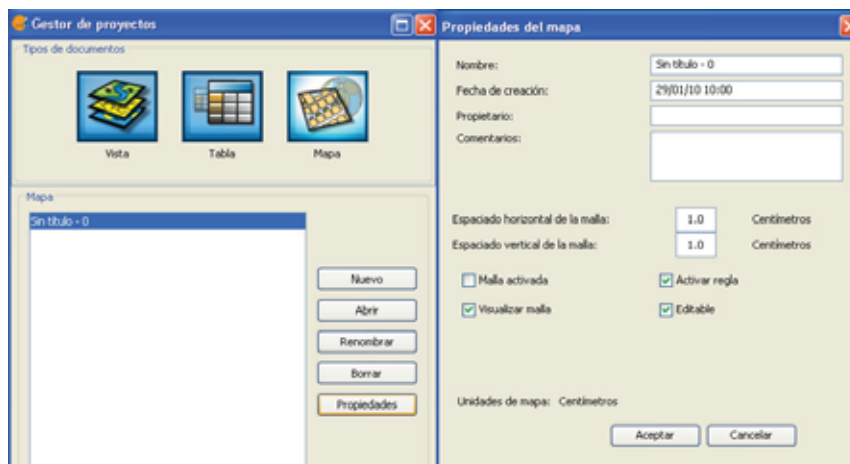 Gestor de proyectos
Tipos de documentos
Vista Tabla Mapa
Mapa
Sin título - 0
Nuevo
Abrir
Renombrar
Borrar
Propiedades
Propiedades del mapa
Nombre: Sin título - 0
Fecha de creación: 29/01/10 10:00
Propietario:
Comentarios:
Espaciado horizontal de la malla: 1.0 Centímetros
Espaciado vertical de la malla: 1.0 Centímetros
Malla activada Activar regla
Visualizar malla Editable
Unidades de mapa: Centímetros
Aceptar Cancelar